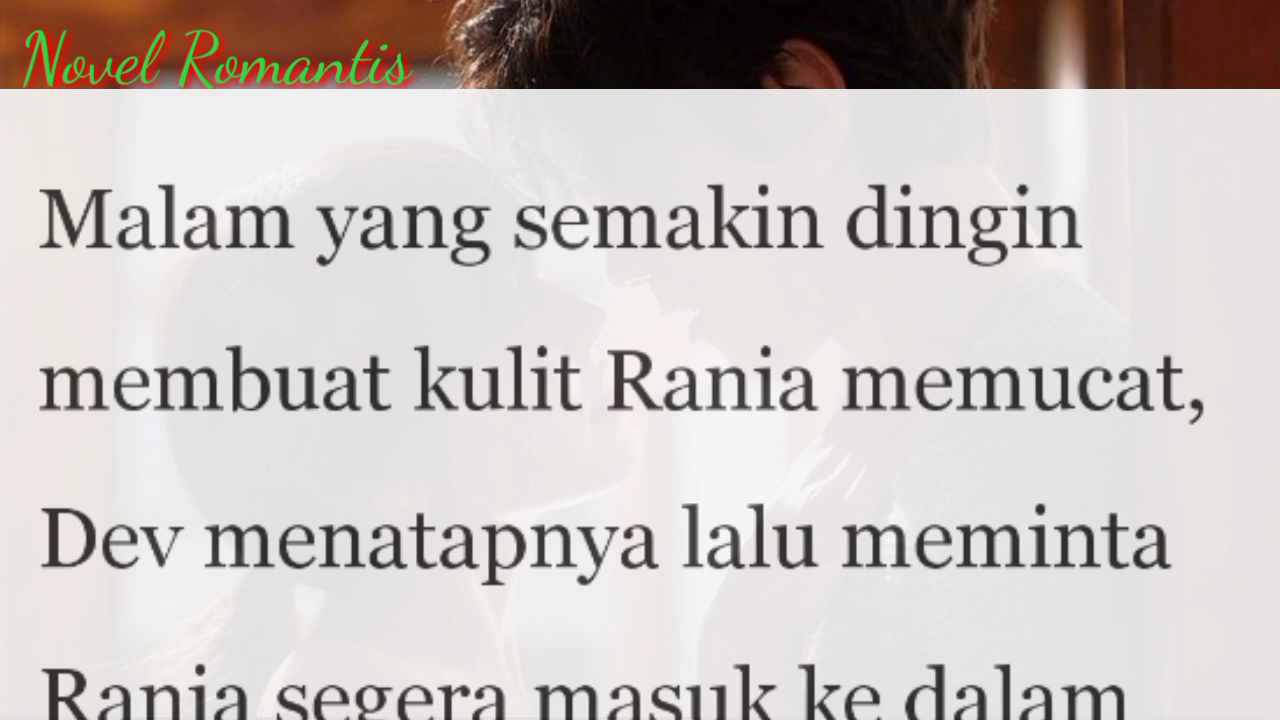 Novel Romantis
Malam yang semakin dingin
membuat kulit Rania memucat,
Dev menatapnya lalu meminta
Rania segera masuk ke dalam